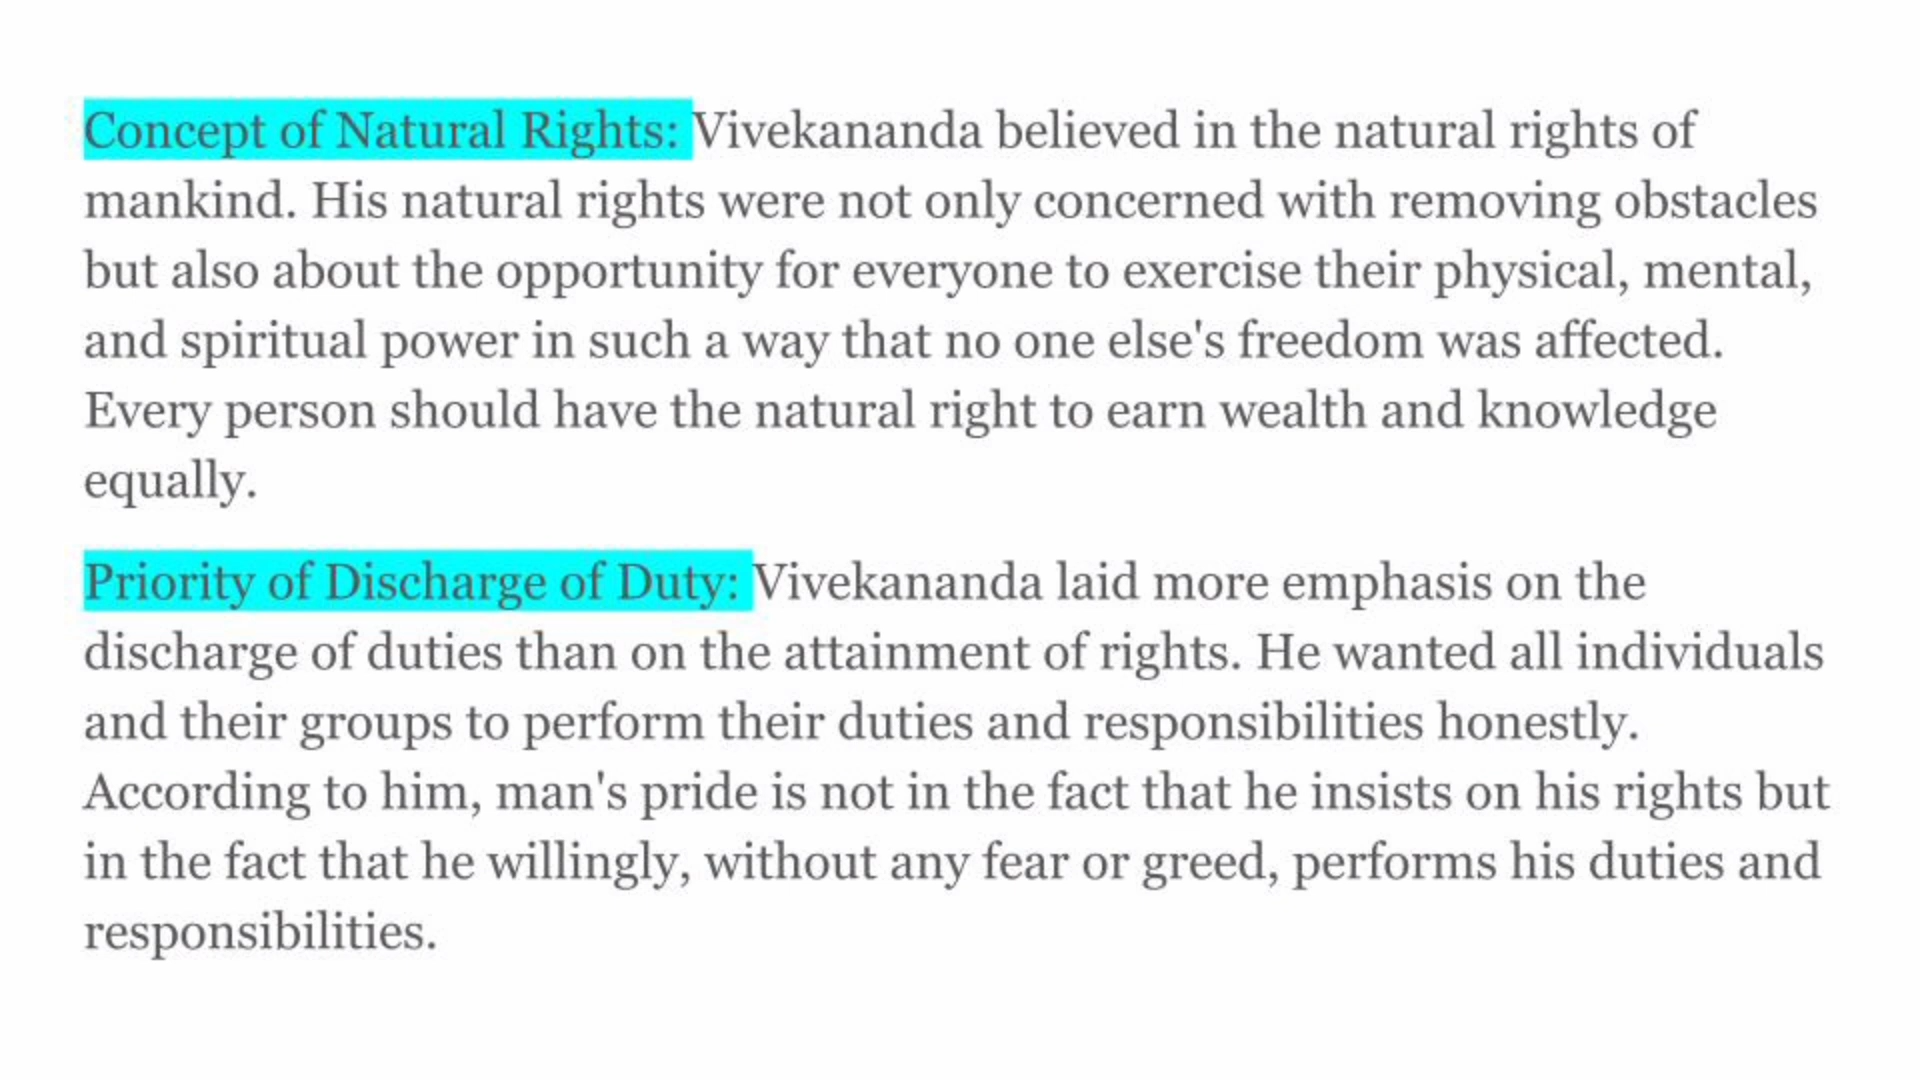 Concept of Natural Rights: Vivekananda believed in the natural rights of
mankind. His natural rights were not only concerned with removing obstacles
but also about the opportunity for everyone to exercise their physical, mental,
and spiritual power in such a way that no one else's freedom was affected.
Every person should have the natural right to earn wealth and knowledge
equally.
Priority of Discharge of Duty: Vivekananda laid more emphasis on the
discharge of duties than on the attainment of rights. He wanted all individuals
and their groups to perform their duties and responsibilities honestly.
According to him, man's pride is not in the fact that he insists on his rights but
in the fact that he willingly, without any fear or greed, performs his duties and
responsibilities.